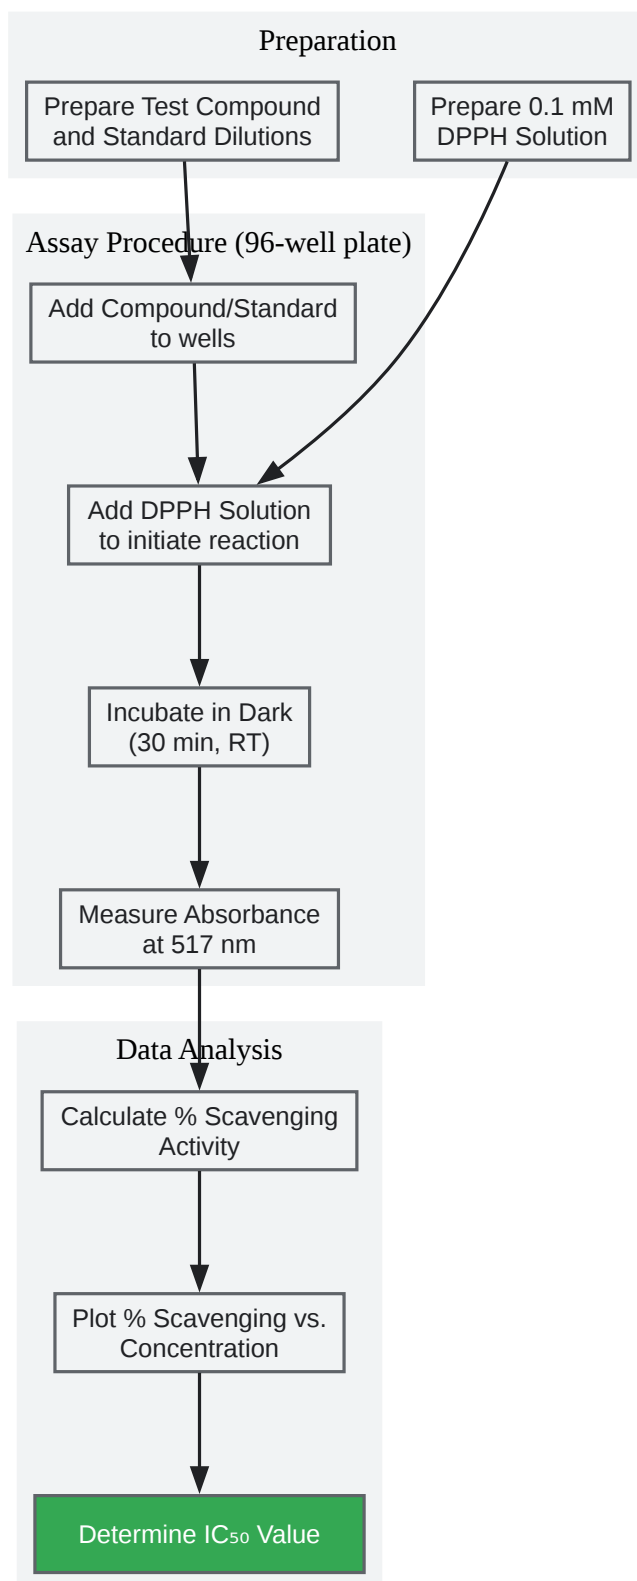 Preparation
Prepare Test Compound
and Standard Dilutions
Prepare 0.1 mM
DPPH Solution
Assay Procedure (96-well plate)
Add Compound/Standard
to wells
Add DPPH Solution
to initiate reaction
Incubate in Dark
(30 min, RT)
Measure Absorbance
at 517 nm
Data Analysis
Calculate % Scavenging
Activity
Plot % Scavenging vs.
Concentration
Determine IC₅₀ Value